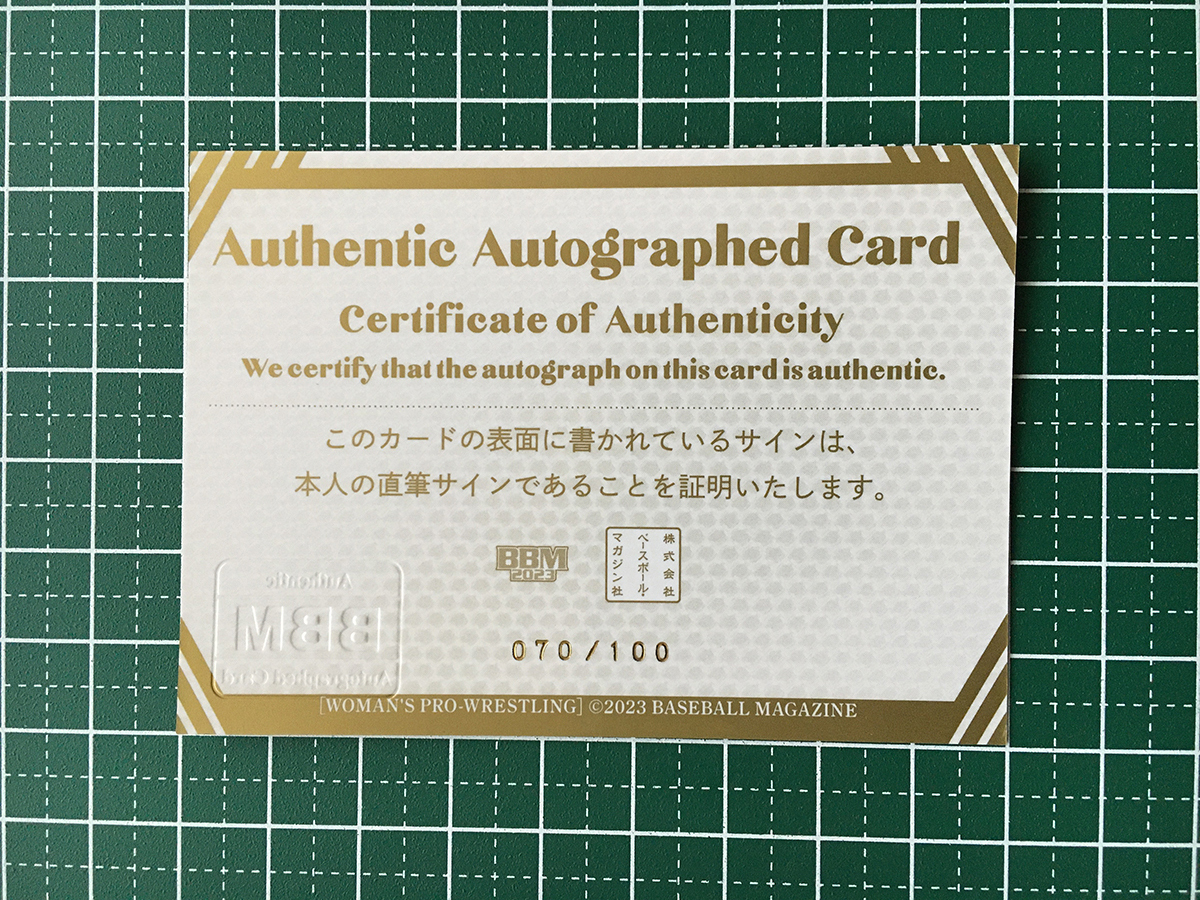 Authentic Autographed Card
Certificate of Authenticity
We certify that the autograph on this card is authentic.
このカードの表面に書かれているサインは、
本人の直筆サインであることを証明いたします。
BBM
2023
株式会社
ベースボール・
マガジン社
Authentic
BBM
Autographed Card
070/100
[WOMAN'S PRO-WRESTLING] ©2023 BASEBALL MAGAZINE